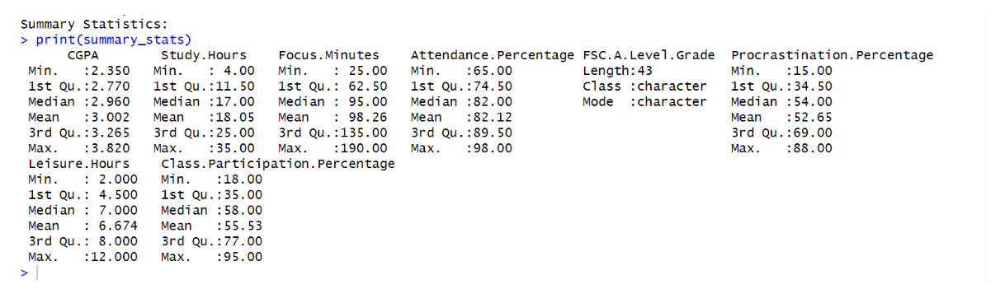 Summary Statistics:
> print(summary_stats)
      CGPA        Study.Hours    Focus.Minutes    Attendance.Percentage FSC.A.Level.Grade  Procrastination.Percentage
 Min.   :2.350   Min.   : 4.00   Min.   : 25.00   Min.   :65.00         Length:43          Min.   :15.00
 1st Qu.:2.770   1st Qu.:11.50   1st Qu.: 62.50   1st Qu.:74.50         Class :character   1st Qu.:34.50
 Median :2.960   Median :17.00   Median : 95.00   Median :82.00         Mode  :character   Median :54.00
 Mean   :3.002   Mean   :18.05   Mean   : 98.26   Mean   :82.12                            Mean   :52.65
 3rd Qu.:3.265   3rd Qu.:25.00   3rd Qu.:135.00   3rd Qu.:89.50                            3rd Qu.:69.00
 Max.   :3.820   Max.   :35.00   Max.   :190.00   Max.   :98.00                            Max.   :88.00
 Leisure.Hours   Class.Participation.Percentage
 Min.   : 2.000   Min.   :18.00
 1st Qu.: 4.500   1st Qu.:35.00
 Median : 7.000   Median :58.00
 Mean   : 6.674   Mean   :55.53
 3rd Qu.: 8.000   3rd Qu.:77.00
 Max.   :12.000   Max.   :95.00
>